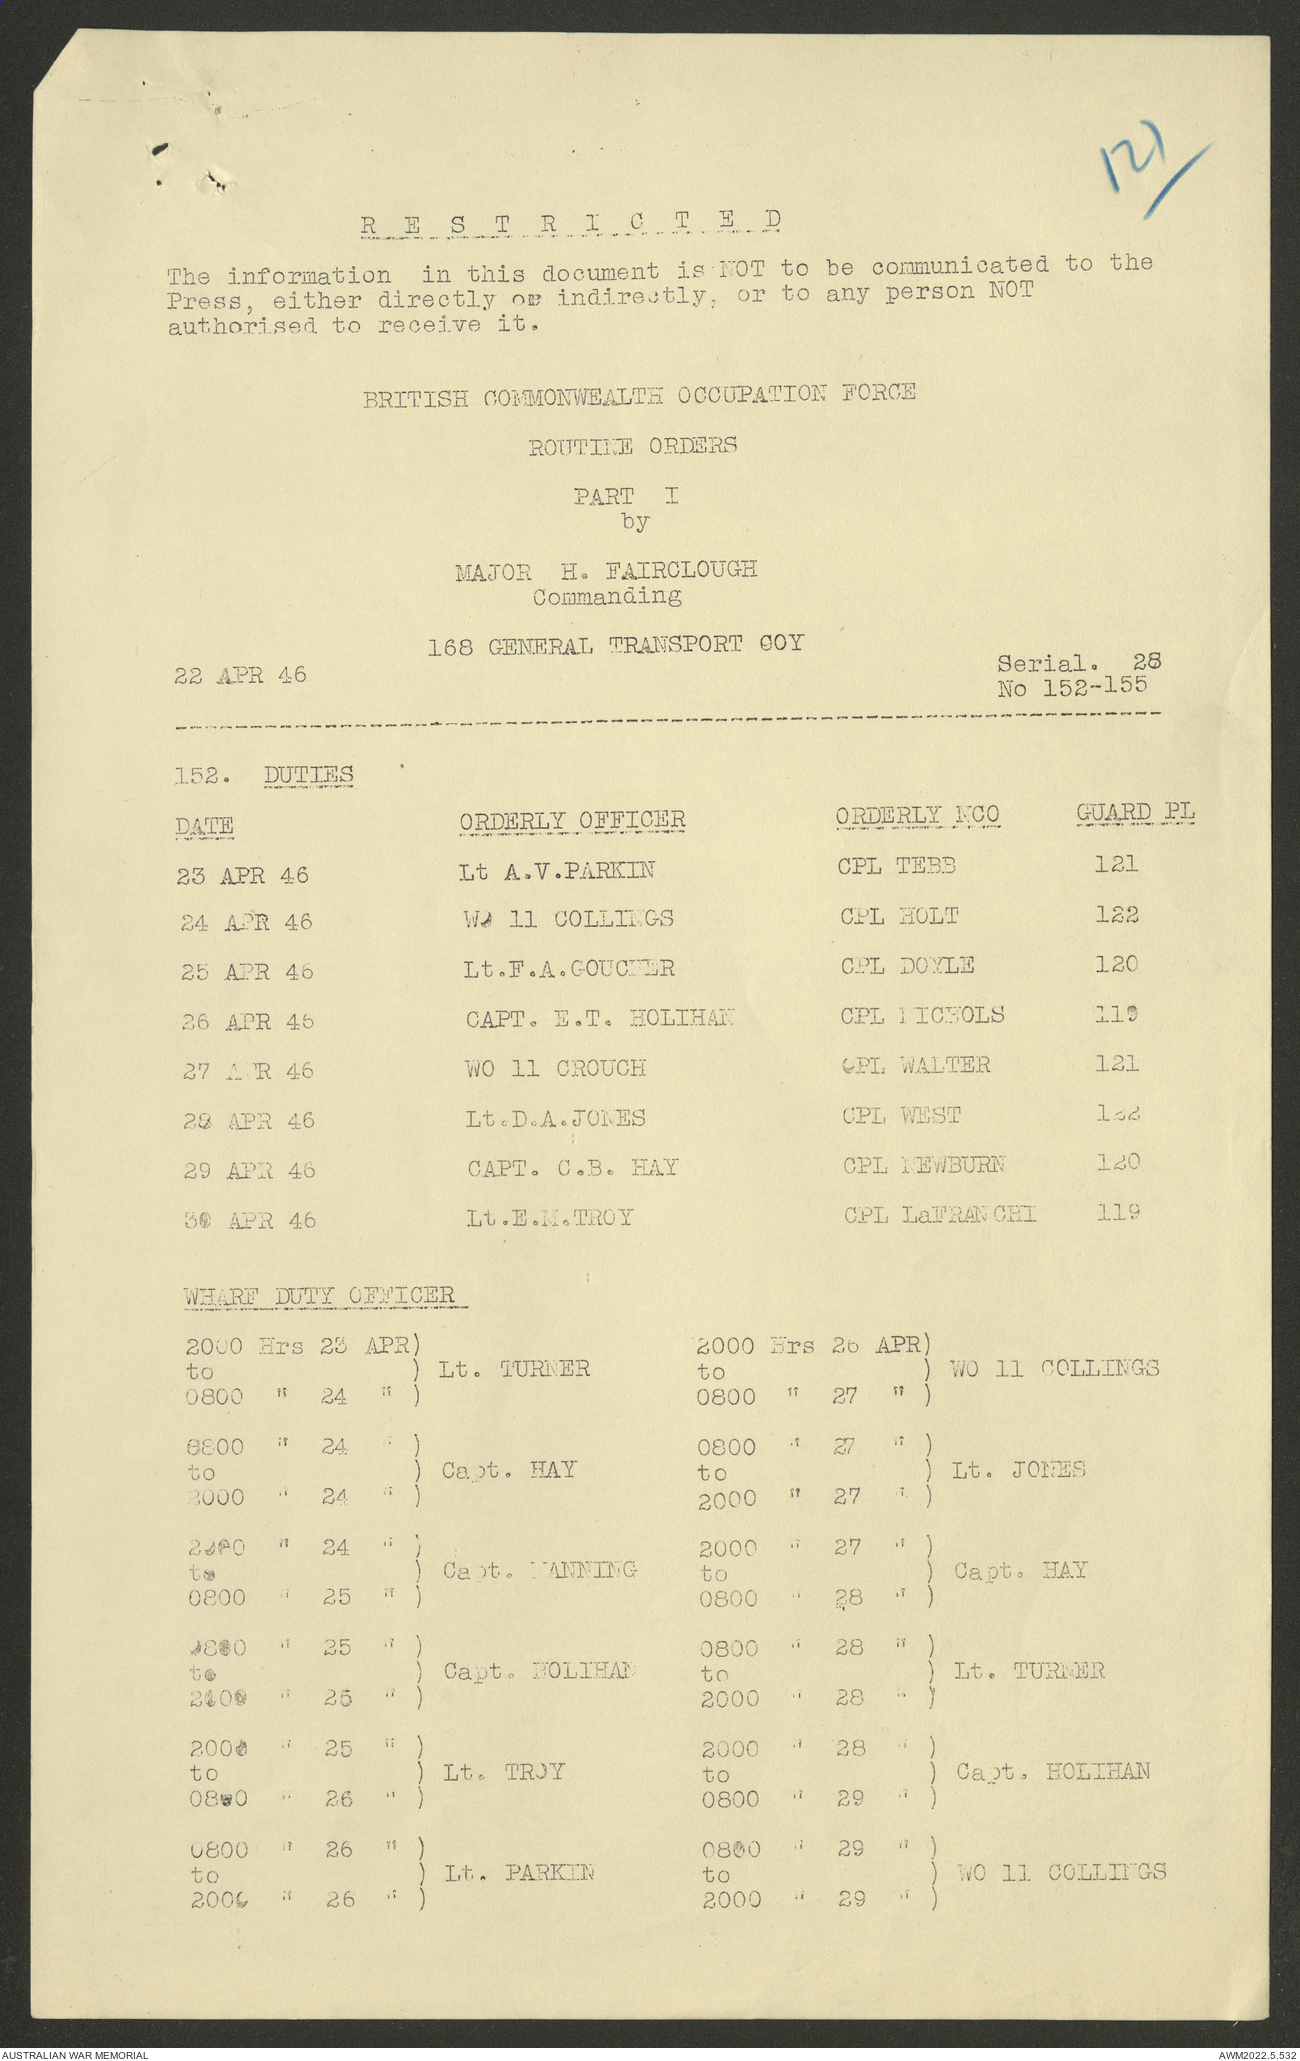 121
R E S T R I C T E D
The information in this document is NOT to be communicated to the
Press, either directly or indirectly, or to any person NOT
authorised to receive it.
BRITISH COMMONWEALTH OCCUPATION FORCE
ROUTINE ORDERS
PART I
by
MAJOR H. FAIRCLOUGH
Commanding
168 GENERAL TRANSPORT COY
22 APR 46
Serial. 28
No 152-155
152. DUTIES
DATE ORDERLY OFFICER ORDERLY NCO GUARD PL
23 APR 46 Lt A.V.PARKIN CPL TEBB 121
24 APR 46 WO 11 COLLINGS CPL HOLT 122
25 APR 46 Lt.F.A.GOUCHER CPL DOYLE 120
26 APR 46 CAPT. E.T. HOLIHAN CPL NICHOLS 119
27 APR 46 WO 11 CROUCH CPL WALTER 121
28 APR 46 Lt.D.A.JONES CPL WEST 122
29 APR 46 CAPT. C.B. HAY CPL NEWBURN 120
30 APR 46 Lt.E.M.TROY CPL LaFRANCHI 119
WHARF DUTY OFFICER
2000 Hrs 23 APR) 2000 Hrs 26 APR)
to ) Lt. TURNER to ) WO 11 COLLINGS
0800 " 24 " ) 0800 " 27 " )
0800 " 24 " ) 0800 " 27 " )
to ) Capt. HAY to ) Lt. JONES
2000 " 24 " ) 2000 " 27 " )
2000 " 24 " ) 2000 " 27 " )
to ) Capt. MANNING to ) Capt. HAY
0800 " 25 " ) 0800 " 28 " )
0800 " 25 " ) 0800 " 28 " )
to ) Capt. HOLIHAN to ) Lt. TURNER
2000 " 25 " ) 2000 " 28 " )
2000 " 25 " ) 2000 " 28 " )
to ) Lt. TROY to ) Capt. HOLIHAN
0800 " 26 " ) 0800 " 29 " )
0800 " 26 " ) 0800 " 29 " )
to ) Lt. PARKIN to ) WO 11 COLLINGS
2000 " 26 " ) 2000 " 29 " )
AUSTRALIAN WAR MEMORIAL AWM2022.5.532